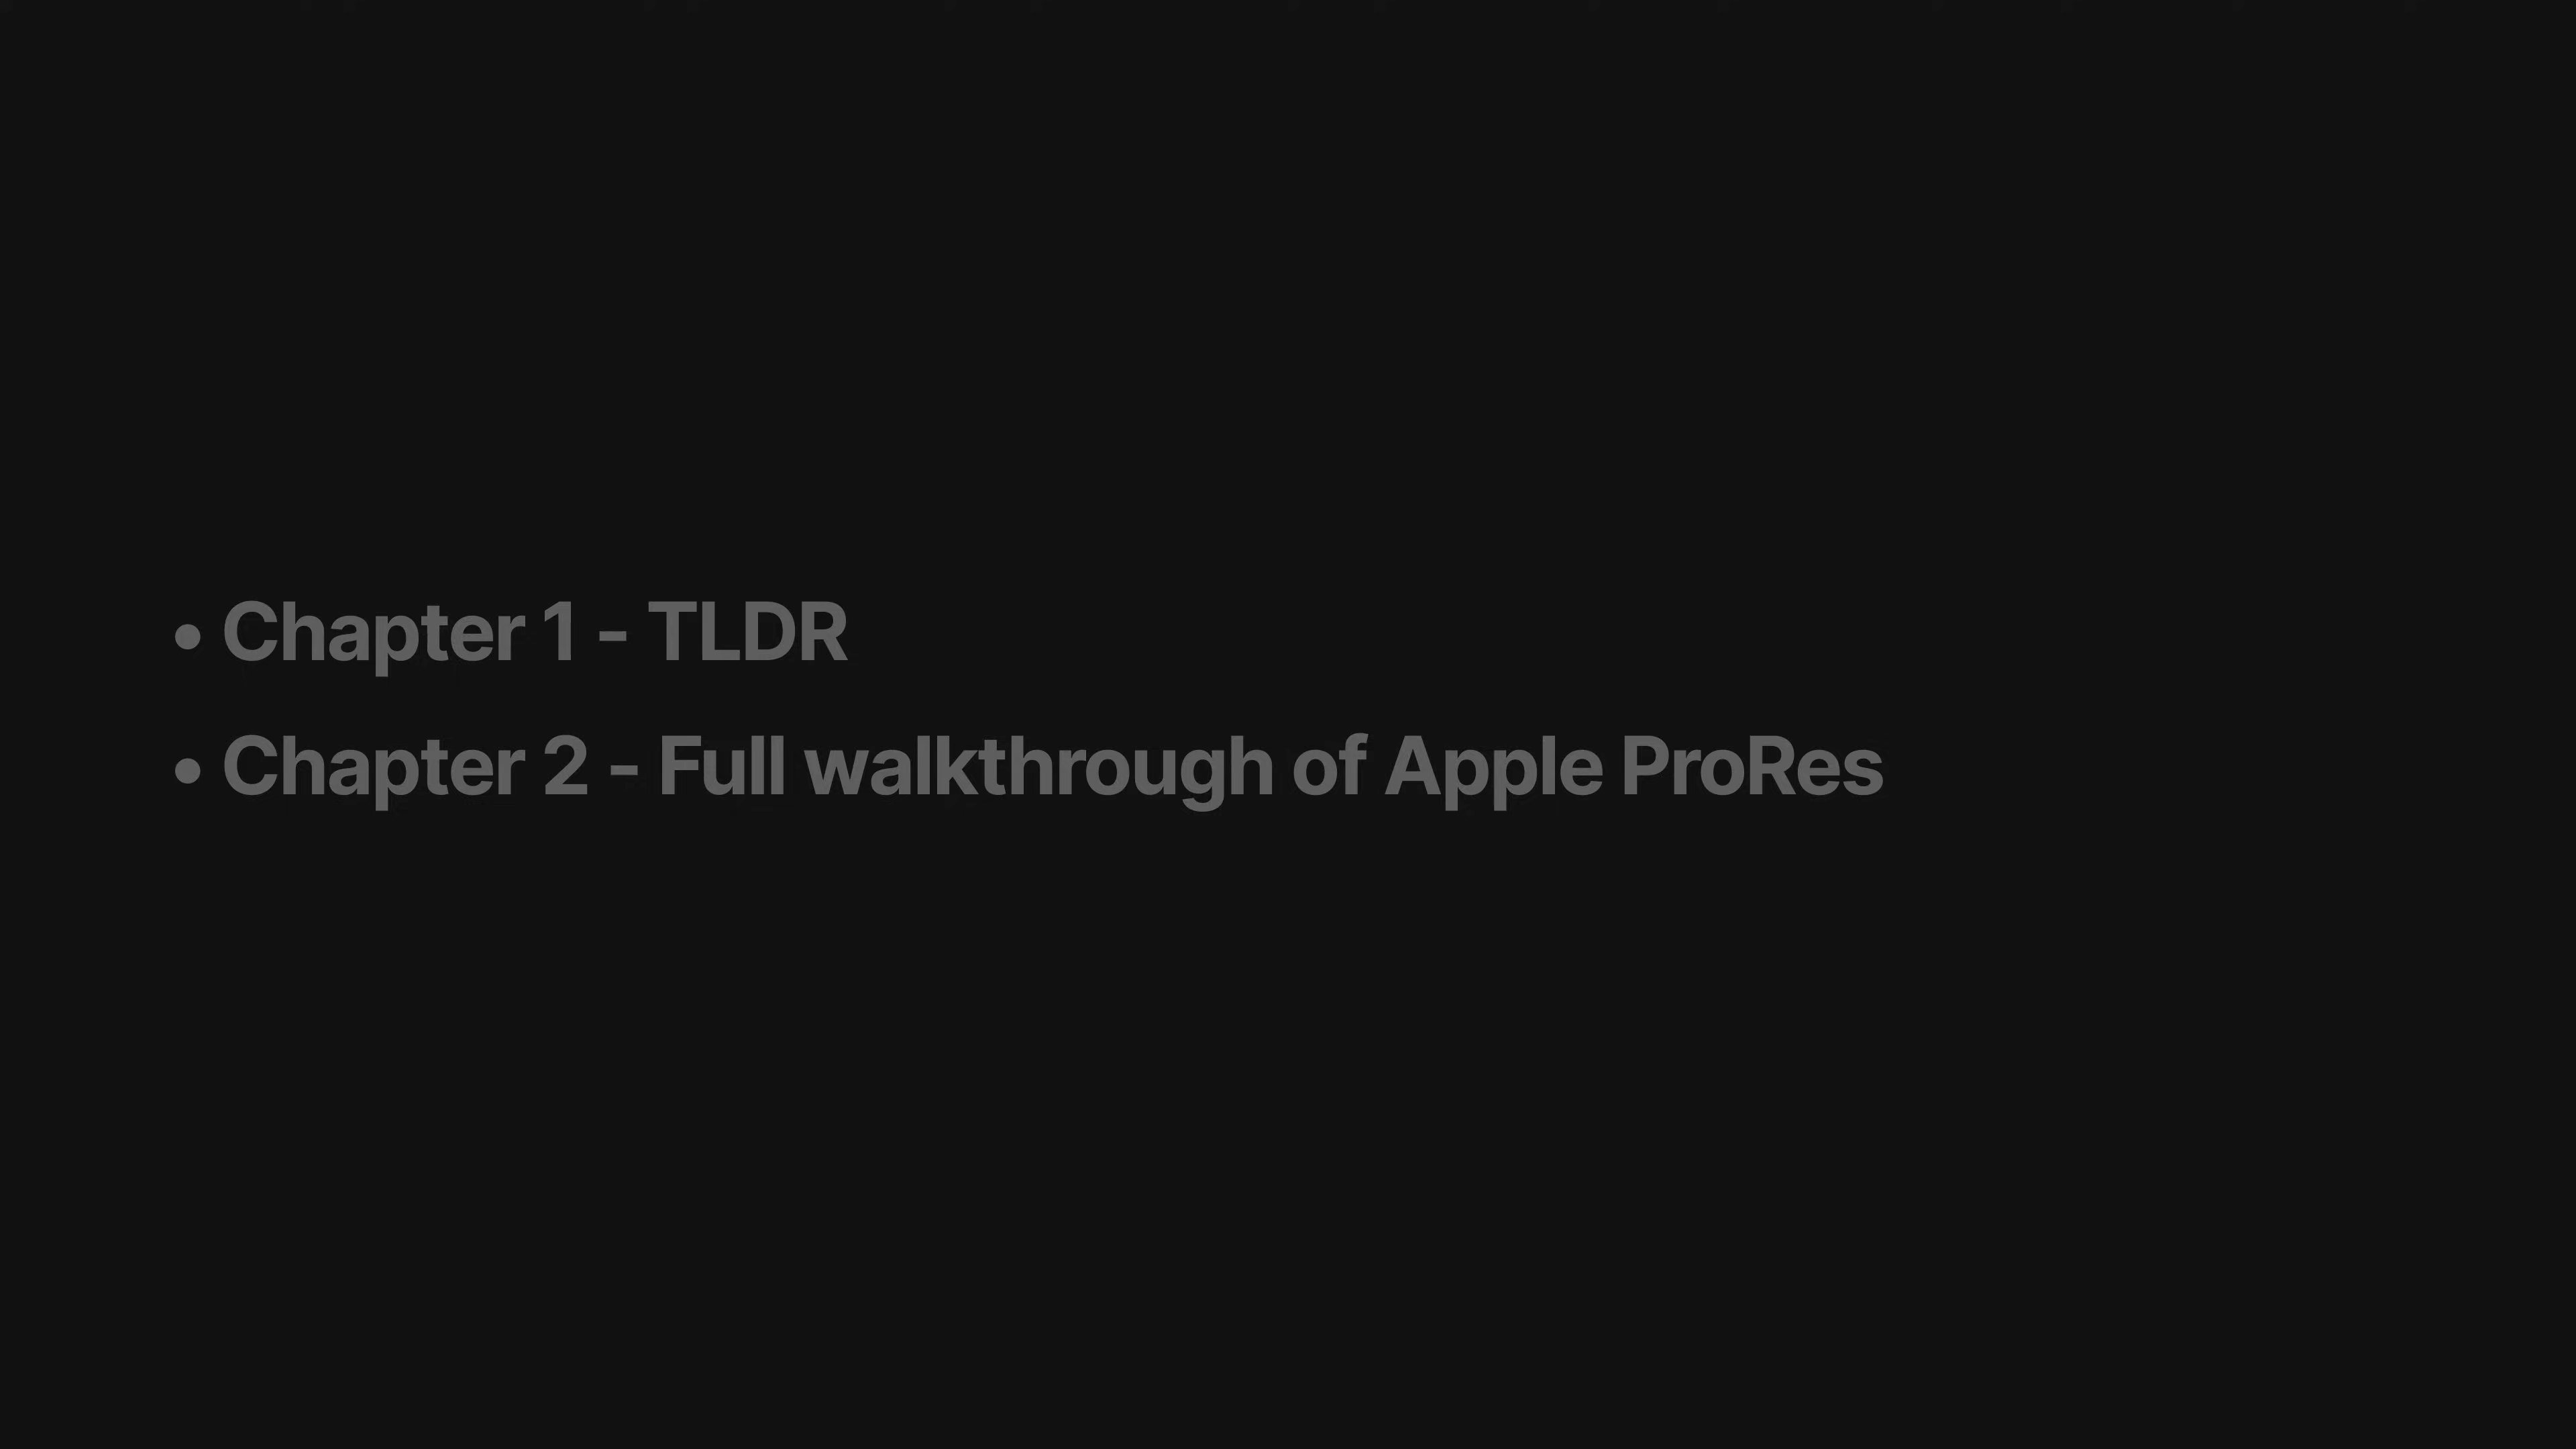 • Chapter 1 - TLDR
• Chapter 2 - Full walkthrough of Apple ProRes